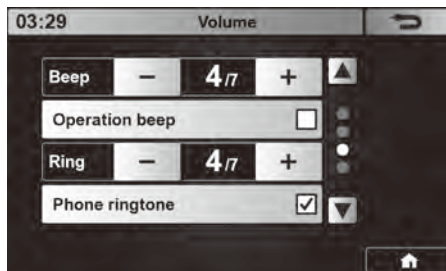 03:29 Volume
Beep − 4/7 +
Operation beep
Ring − 4/7 +
Phone ringtone